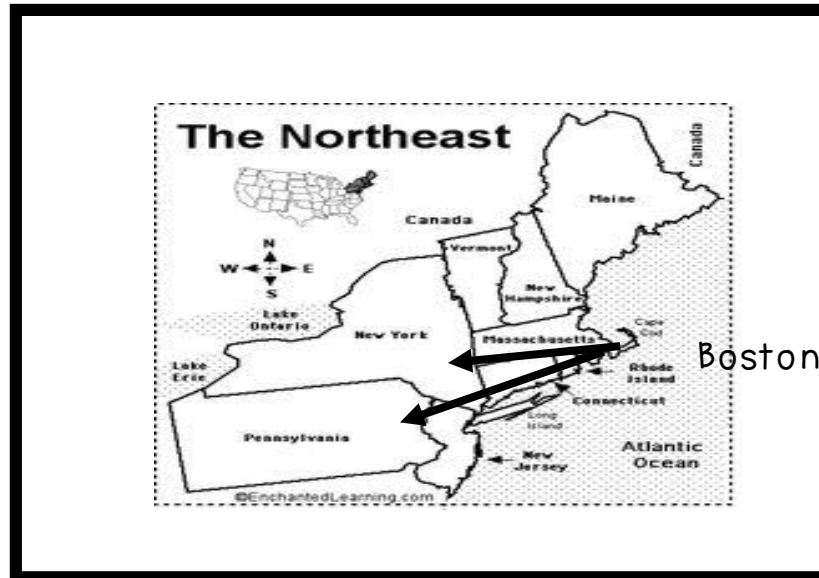 The Northeast
Canada
Maine
Canada
Vermont
N
W E
S
New
Hampshire
Lake
Ontario
New York
Massachusetts
Cape
Cod
Boston
Lake
Erie
Rhode
Island
Connecticut
Long
Island
Pennsylvania
New
Jersey
Atlantic
Ocean
©EnchantedLearning.com